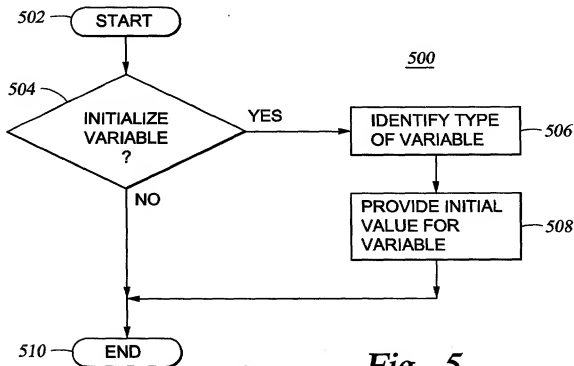 502
START
504
500
INITIALIZE
VARIABLE
?
YES
IDENTIFY TYPE
OF VARIABLE
506
NO
PROVIDE INITIAL
VALUE FOR
VARIABLE
508
510
END
Fig. 5